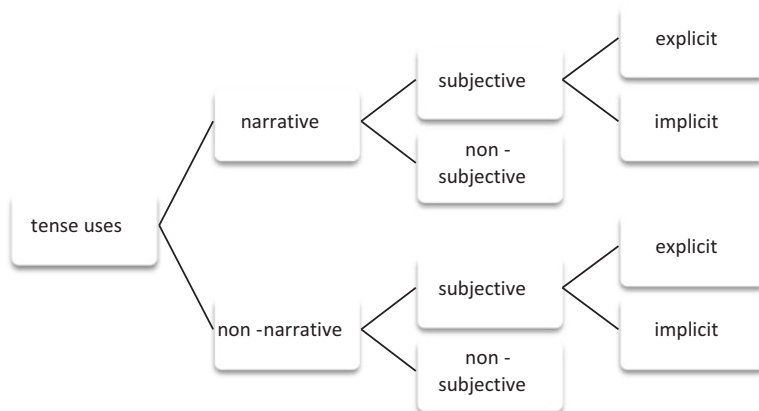 explicit
subjective
narrative
implicit
non -
subjective
tense uses
explicit
subjective
non -narrative
implicit
non -
subjective